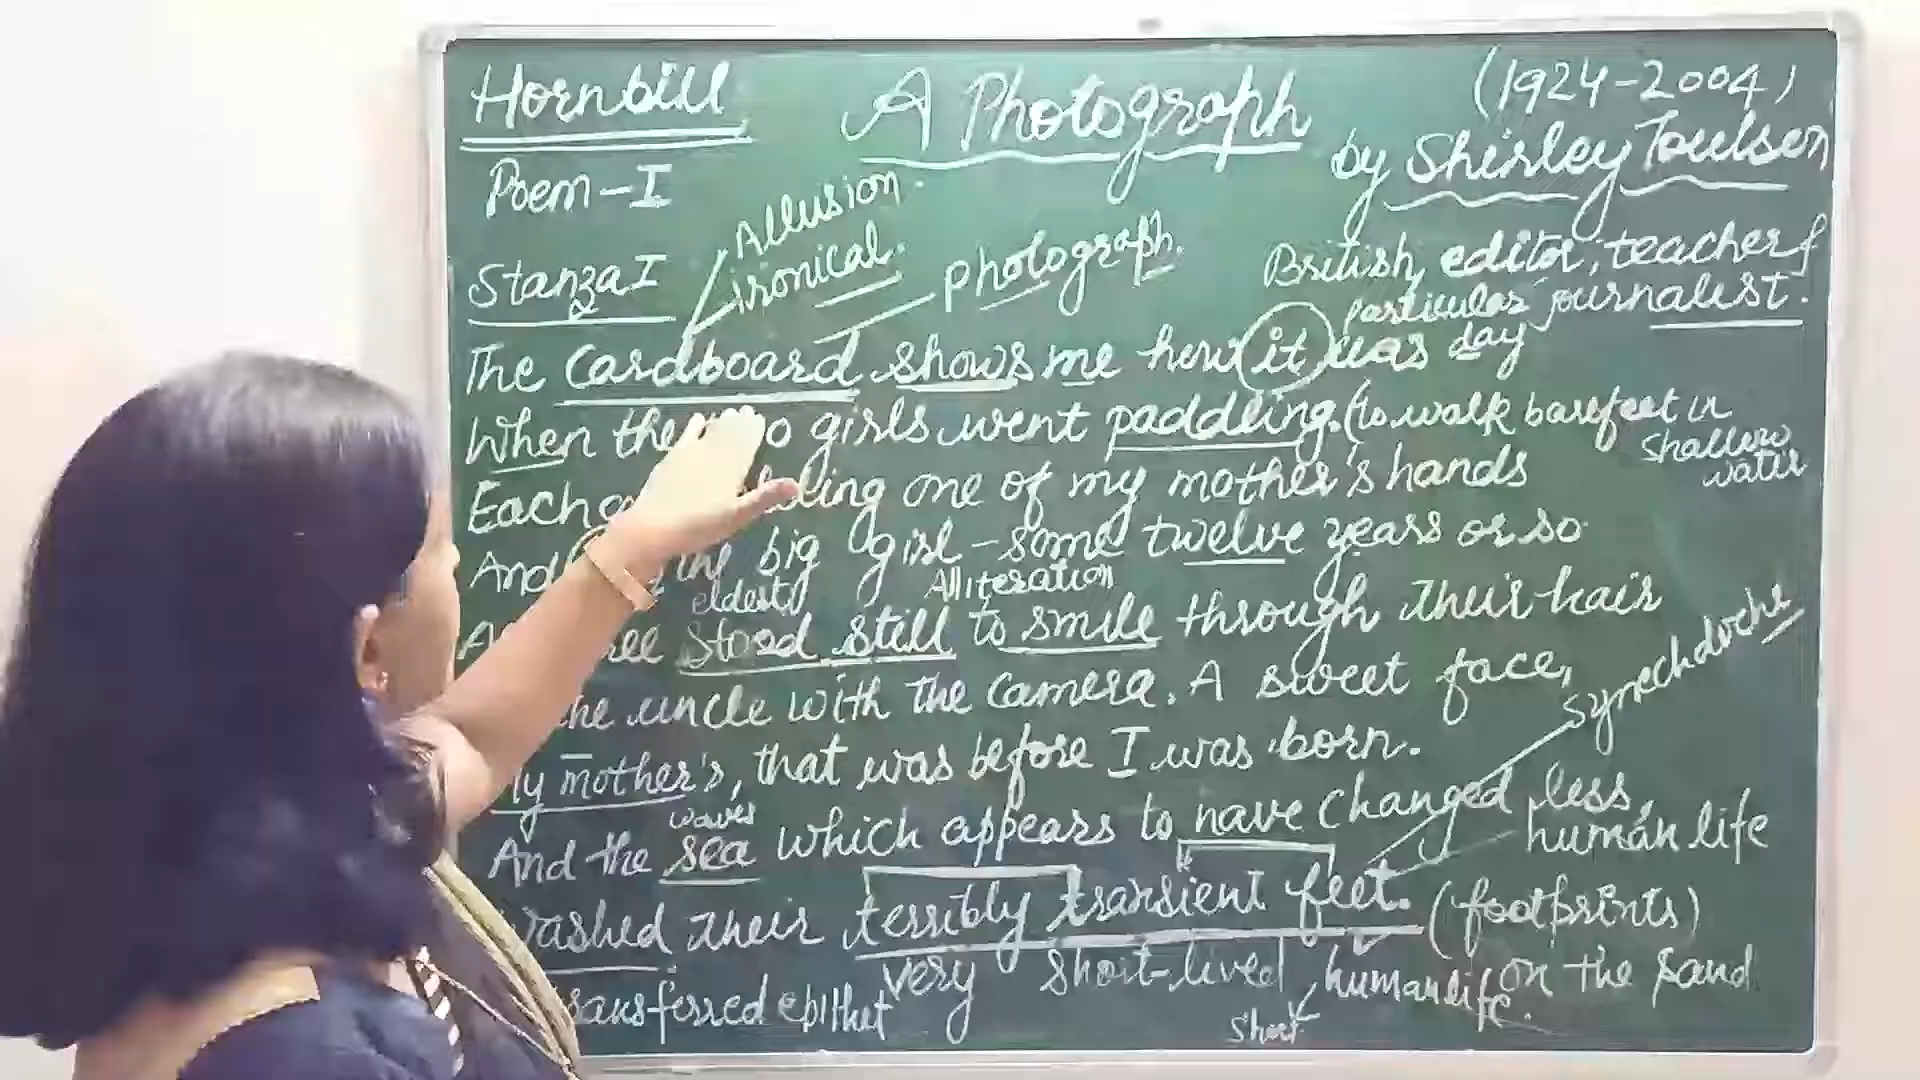 Hornbill
A Photograph
(1924-2004)
by Shirley Toulson
Poem-I
Allusion.
ironical.
photograph.
British, editor, teacher &
journalist.
Stanza I
particular day
The cardboard shows me how it was
When the girls went paddling. (to walk barefeet in
shallow
water
Each holding one of my mother's hands
And the big girl - some twelve years or so
eldest
Alliteration
stood still to smile through their hair
the uncle with the camera. A sweet face,
synechdoche
My mother's, that was before I was born.
waves
And the sea which appears to have changed less,
human life
washed their terribly transient feet. (footprints)
on the sand
very short-lived human life.
short
transferred epithet